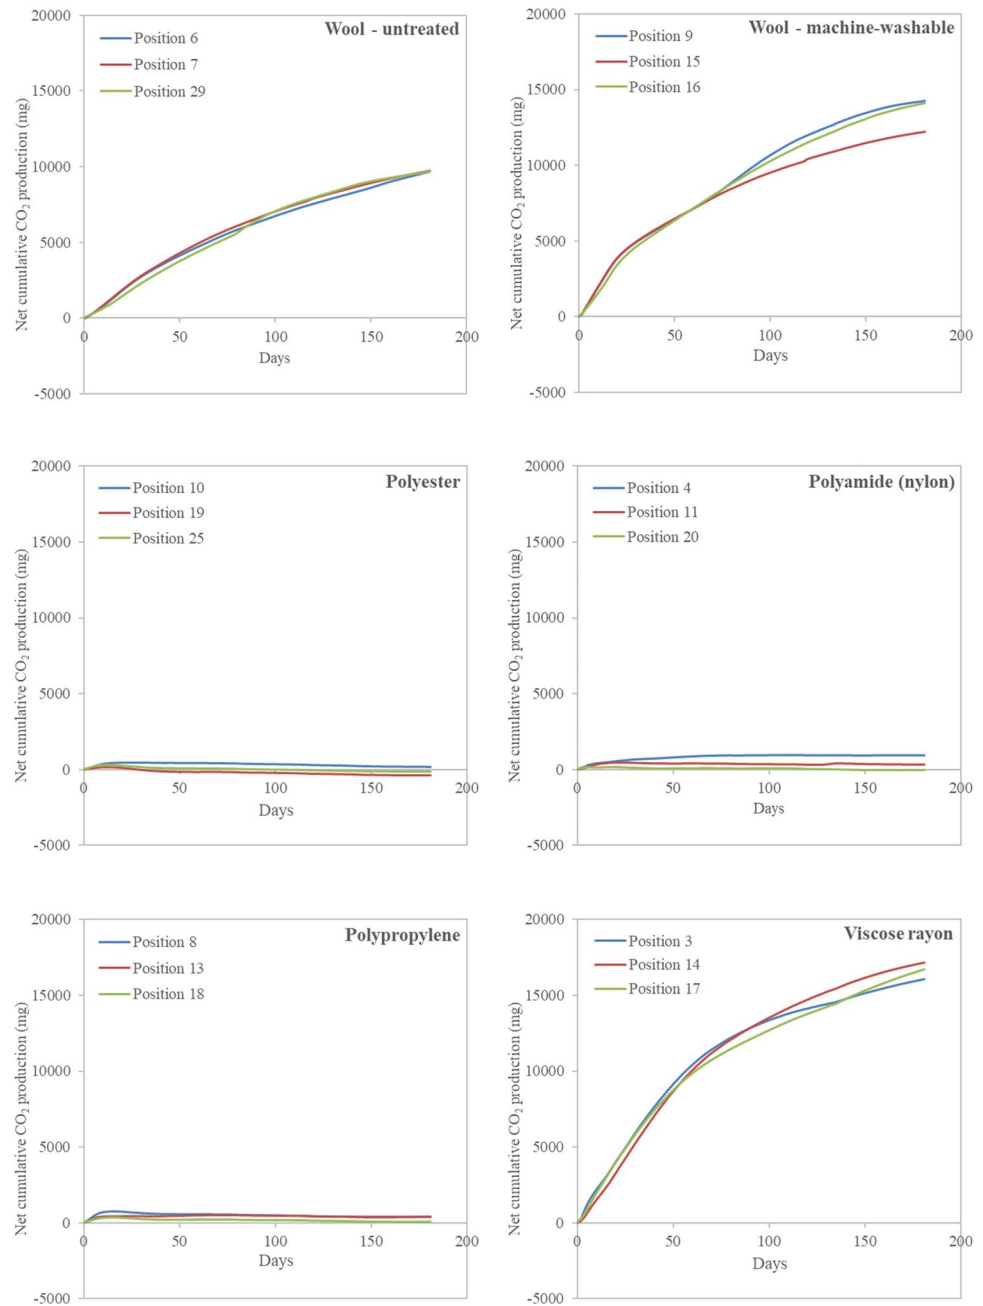 Wool - untreated
Position 6
Position 7
Position 29
Net cumulative CO₂ production (mg)
20000
15000
10000
5000
0
-5000
0 50 100 150 200
Days
Wool - machine-washable
Position 9
Position 15
Position 16
Net cumulative CO₂ production (mg)
20000
15000
10000
5000
0
-5000
0 50 100 150 200
Days
Polyester
Position 10
Position 19
Position 25
Net cumulative CO₂ production (mg)
20000
15000
10000
5000
0
-5000
0 50 100 150 200
Days
Polyamide (nylon)
Position 4
Position 11
Position 20
Net cumulative CO₂ production (mg)
20000
15000
10000
5000
0
-5000
0 50 100 150 200
Days
Polypropylene
Position 8
Position 13
Position 18
Net cumulative CO₂ production (mg)
20000
15000
10000
5000
0
-5000
0 50 100 150 200
Days
Viscose rayon
Position 3
Position 14
Position 17
Net cumulative CO₂ production (mg)
20000
15000
10000
5000
0
-5000
0 50 100 150 200
Days